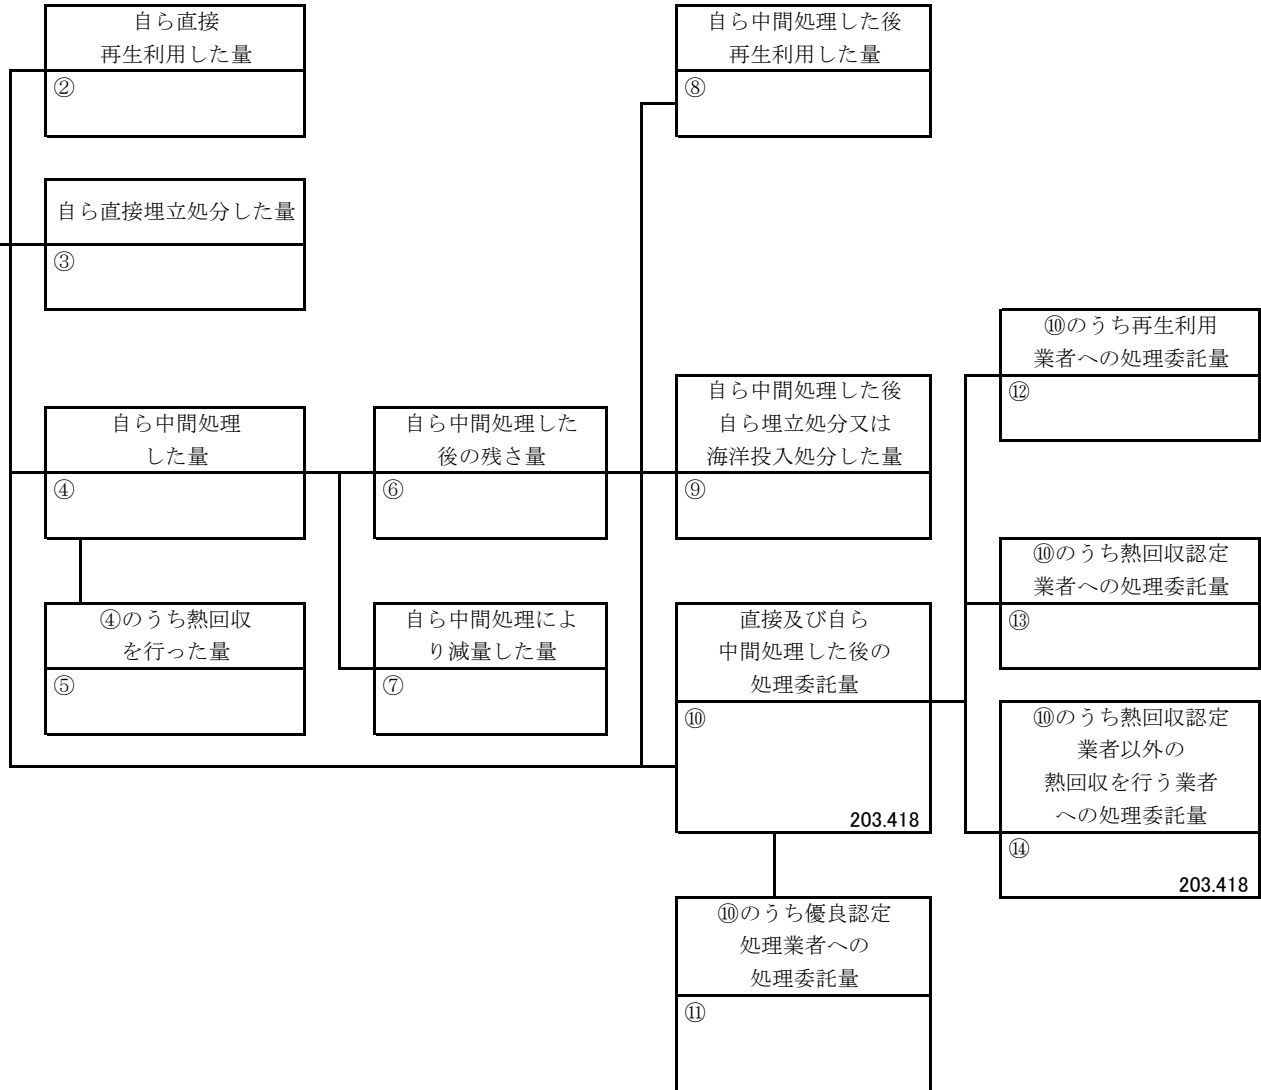 自ら直接
再生利用した量
②
自ら中間処理した後
再生利用した量
⑧
自ら直接埋立処分した量
③
⑩のうち再生利用
業者への処理委託量
⑫
自ら中間処理
した量
④
自ら中間処理した
後の残さ量
⑥
自ら中間処理した後
自ら埋立処分又は
海洋投入処分した量
⑨
⑩のうち熱回収認定
業者への処理委託量
⑬
④のうち熱回収
を行った量
⑤
自ら中間処理によ
り減量した量
⑦
直接及び自ら
中間処理した後の
処理委託量
⑩
203.418
⑩のうち熱回収認定
業者以外の
熱回収を行う業者
への処理委託量
⑭
203.418
⑩のうち優良認定
処理業者への
処理委託量
⑪